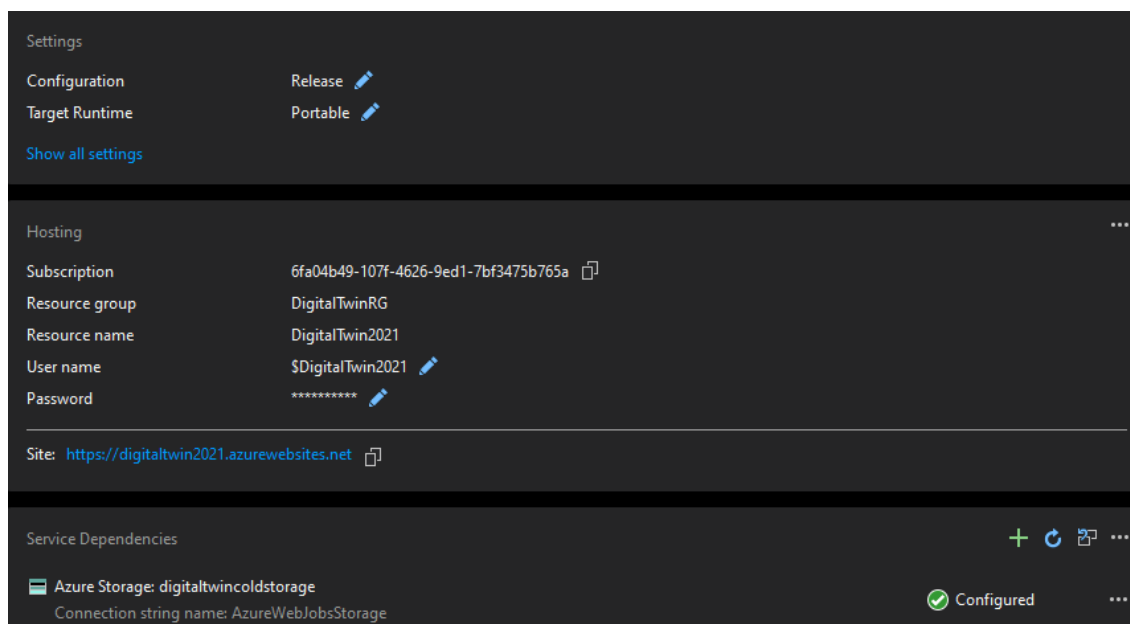 Settings
Configuration Release
Target Runtime Portable
Show all settings
Hosting
Subscription 6fa04b49-107f-4626-9ed1-7bf3475b765a
Resource group DigitalTwinRG
Resource name DigitalTwin2021
User name $DigitalTwin2021
Password **********
Site: https://digitaltwin2021.azurewebsites.net
Service Dependencies
Azure Storage: digitaltwincoldstorage
Connection string name: AzureWebJobsStorage
Configured